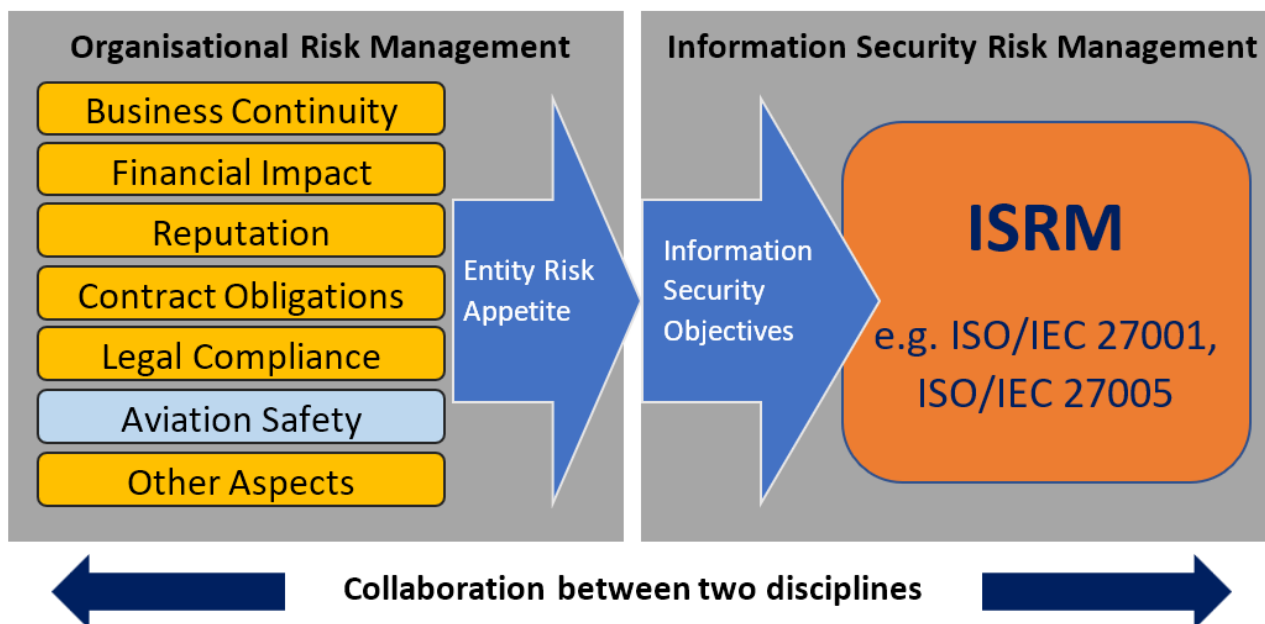 Organisational Risk Management
Business Continuity
Financial Impact
Reputation
Contract Obligations
Legal Compliance
Aviation Safety
Other Aspects
Entity Risk
Appetite
Information Security Risk Management
Information
Security
Objectives
ISRM
e.g. ISO/IEC 27001,
ISO/IEC 27005
Collaboration between two disciplines